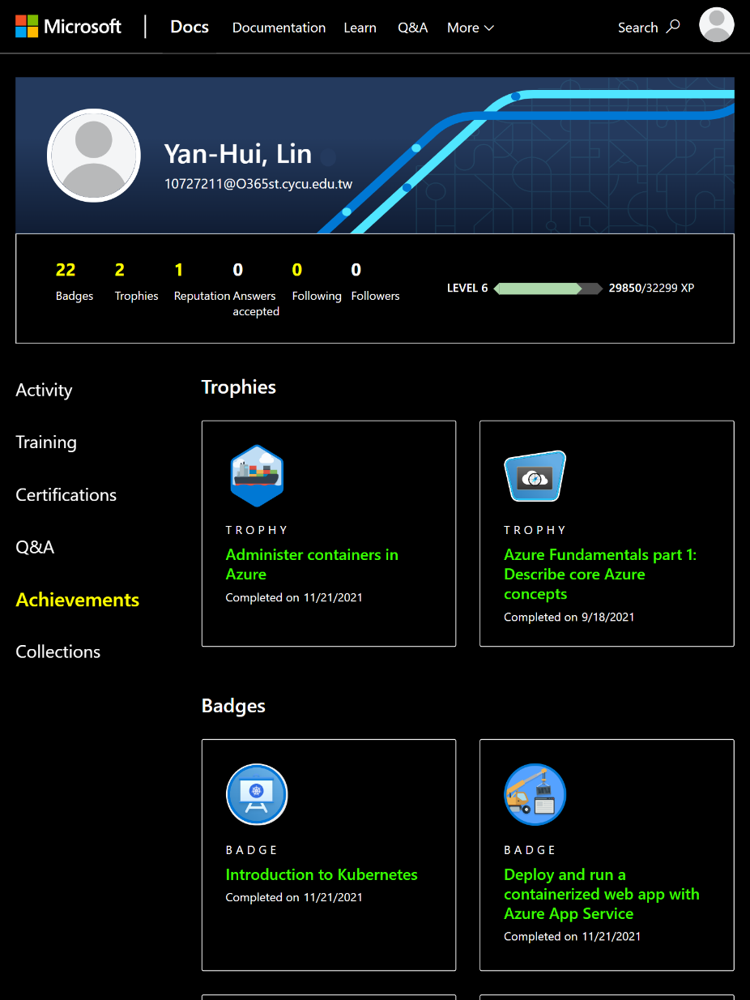 Microsoft
Docs
Documentation
Learn
Q&A
More
Search
Yan-Hui, Lin
10727211@O365st.cycu.edu.tw
22
Badges
2
Trophies
1
Reputation
0
Answers
accepted
0
Following
0
Followers
LEVEL 6
29850/32299 XP
Activity
Training
Certifications
Q&A
Achievements
Collections
Trophies
TROPHY
Administer containers in
Azure
Completed on 11/21/2021
TROPHY
Azure Fundamentals part 1:
Describe core Azure
concepts
Completed on 9/18/2021
Badges
BADGE
Introduction to Kubernetes
Completed on 11/21/2021
BADGE
Deploy and run a
containerized web app with
Azure App Service
Completed on 11/21/2021